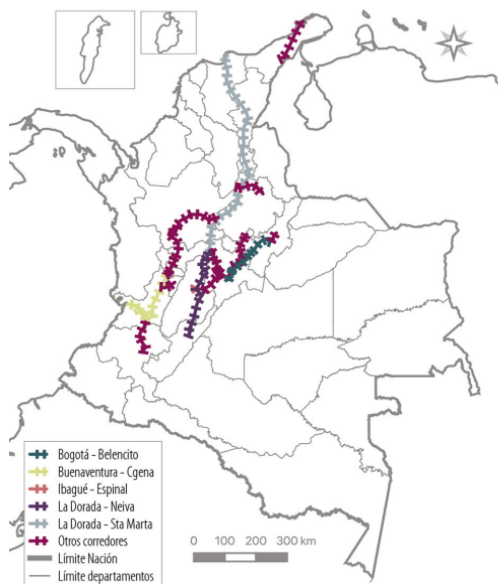 Bogotá - Belencito
Buenaventura - Cgena
Ibagué - Espinal
La Dorada - Neiva
La Dorada - Sta Marta
Otros corredores
Límite Nación
Límite departamentos
0 100 200 300 km